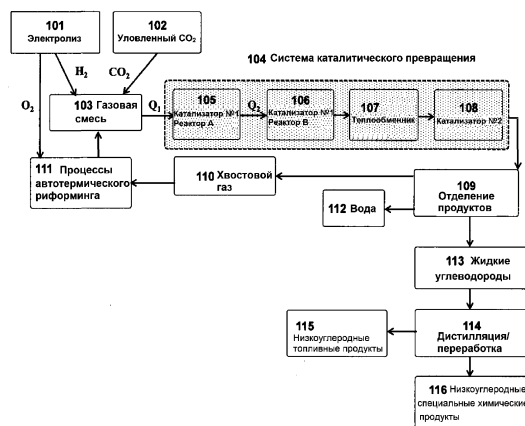 101
Электролиз
102
Уловленный CO₂
104 Система каталитического превращения
H₂
CO₂
O₂
103 Газовая
смесь
Q₁
105
Катализатор №1
Реактор А
Q₂
106
Катализатор №1
Реактор В
107
Теплообменник
108
Катализатор №2
111 Процессы
автотермического
риформинга
110 Хвостовой
газ
109
Отделение
продуктов
112 Вода
113 Жидкие
углеводороды
115
Низкоуглеродные
топливные продукты
114
Дистилляция/
переработка
116 Низкоуглеродные
специальные химические
продукты